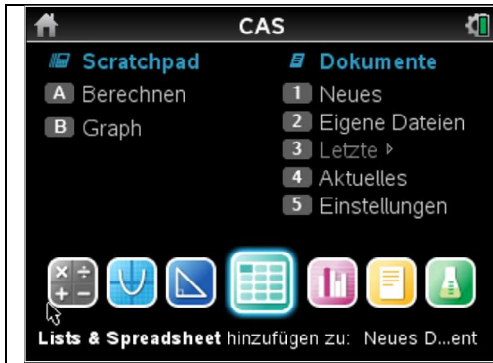 CAS
Scratchpad
A Berechnen
B Graph
Dokumente
1 Neues
2 Eigene Dateien
3 Letzte ▹
4 Aktuelles
5 Einstellungen
Lists & Spreadsheet hinzufügen zu: Neues D...ent